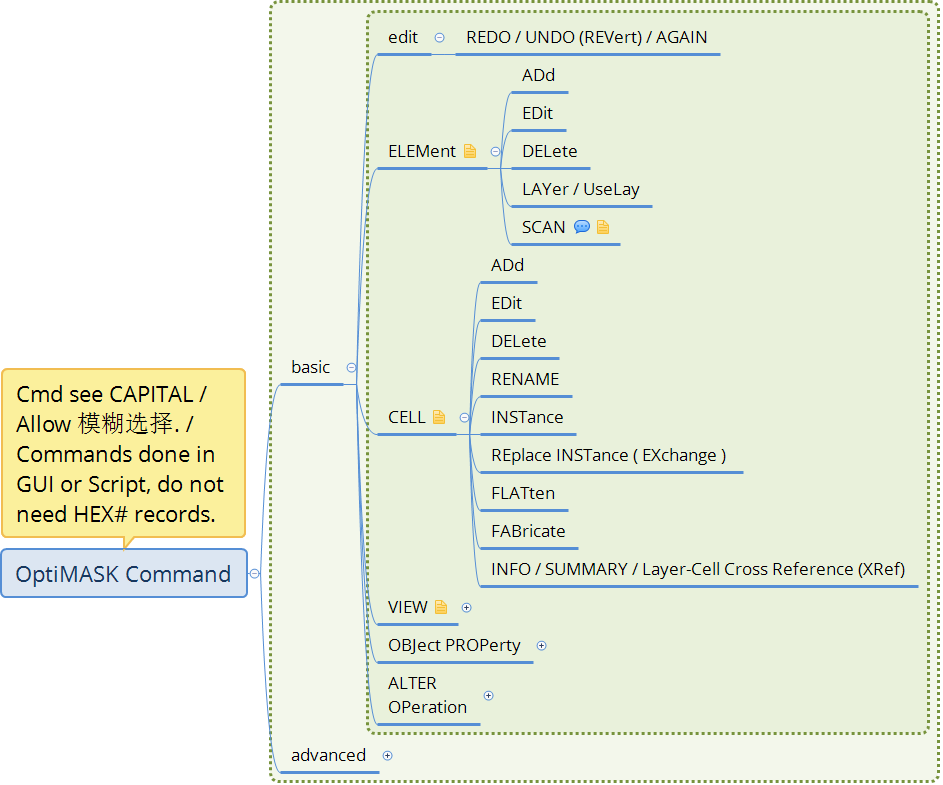 edit
REDO / UNDO (REVert) / AGAIN
ELEMent
ADd
EDit
DELete
LAYer / UseLay
SCAN
basic
CELL
ADd
EDit
DELete
RENAME
INSTance
REplace INSTance ( EXchange )
FLATten
FABricate
INFO / SUMMARY / Layer-Cell Cross Reference (XRef)
Cmd see CAPITAL /
Allow 模糊选择. /
Commands done in
GUI or Script, do not
need HEX# records.
OptiMASK Command
VIEW
OBJect PROPerty
ALTER
OPeration
advanced